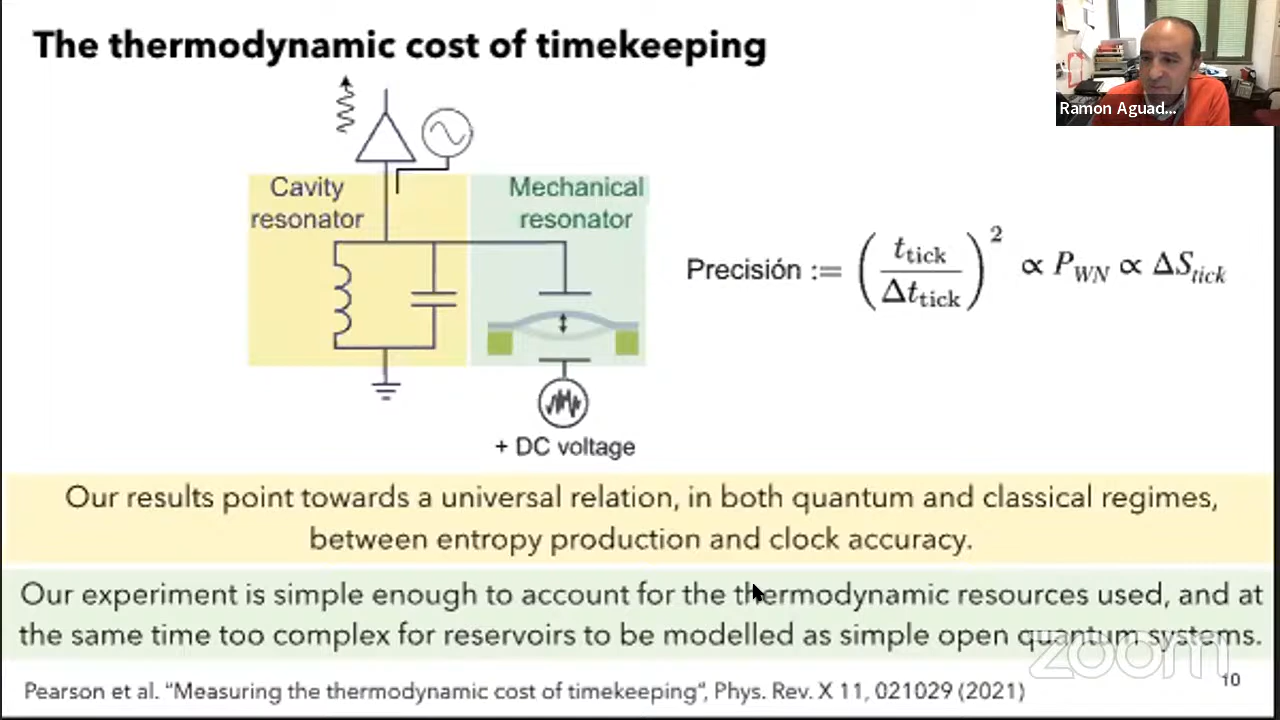 The thermodynamic cost of timekeeping
Ramon Aguad...
Cavity
resonator
Mechanical
resonator
Precisión := (t_tick / Δt_tick)^2 ∝ P_WN ∝ ΔS_tick
+ DC voltage
Our results point towards a universal relation, in both quantum and classical regimes,
between entropy production and clock accuracy.
Our experiment is simple enough to account for the thermodynamic resources used, and at
the same time too complex for reservoirs to be modelled as simple open quantum systems.
zoom
Pearson et al. “Measuring the thermodynamic cost of timekeeping”, Phys. Rev. X 11, 021029 (2021)
10